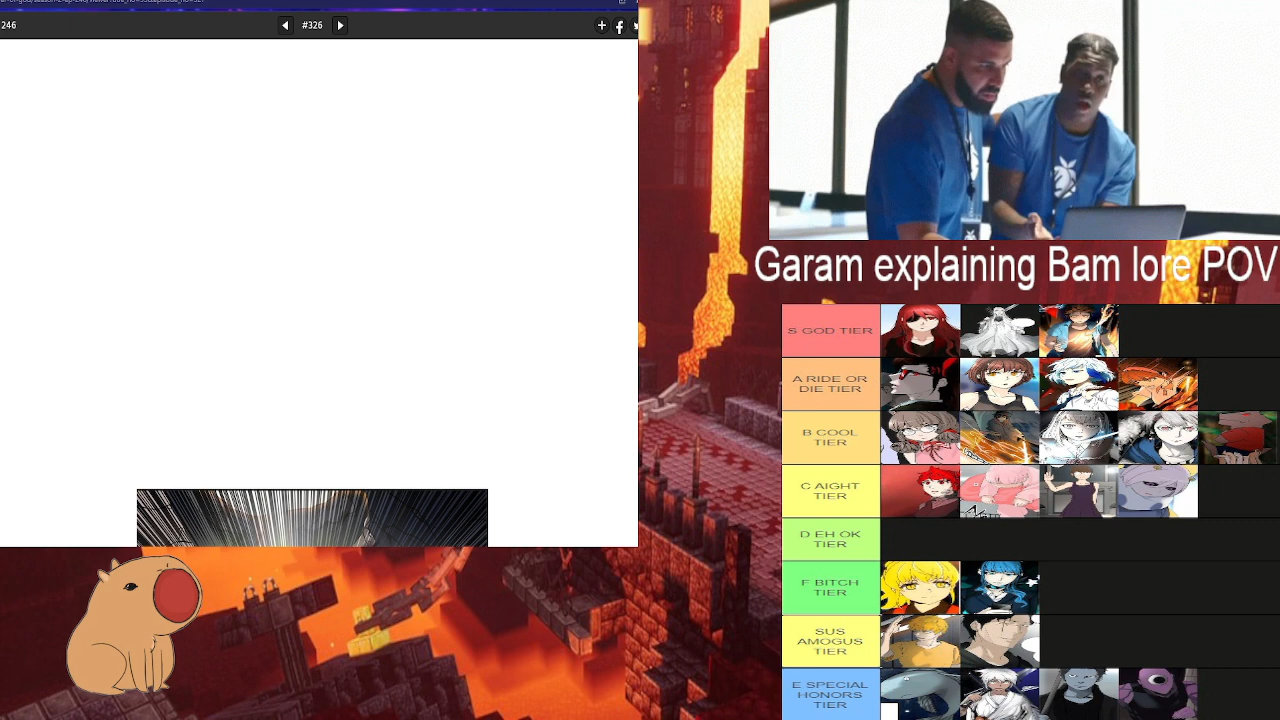 246
#326
Garam explaining Bam lore POV
S GOD TIER
A RIDE OR
DIE TIER
B COOL
TIER
C AIGHT
TIER
D EH OK
TIER
F BITCH
TIER
SUS
AMOGUS
TIER
E SPECIAL
HONORS
TIER